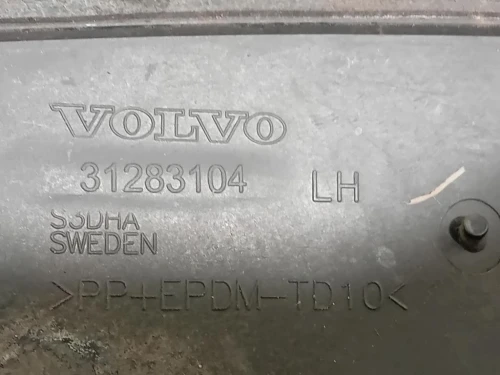 VOLVO
31283104 LH
S3DHA
SWEDEN
>PP+EPDM-TD10<